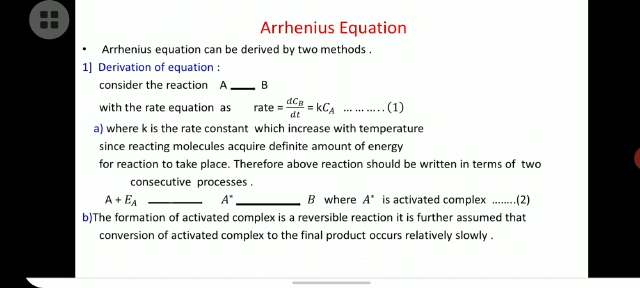 Arrhenius Equation
• Arrhenius equation can be derived by two methods .
1] Derivation of equation :
consider the reaction A ___ B
with the rate equation as rate = dC_B/dt = kC_A ... ... ... . . (1)
a) where k is the rate constant which increase with temperature
since reacting molecules acquire definite amount of energy
for reaction to take place. Therefore above reaction should be written in terms of two
consecutive processes .
A + E_A ______ A* ______ B where A* is activated complex ........(2)
b)The formation of activated complex is a reversible reaction it is further assumed that
conversion of activated complex to the final product occurs relatively slowly .